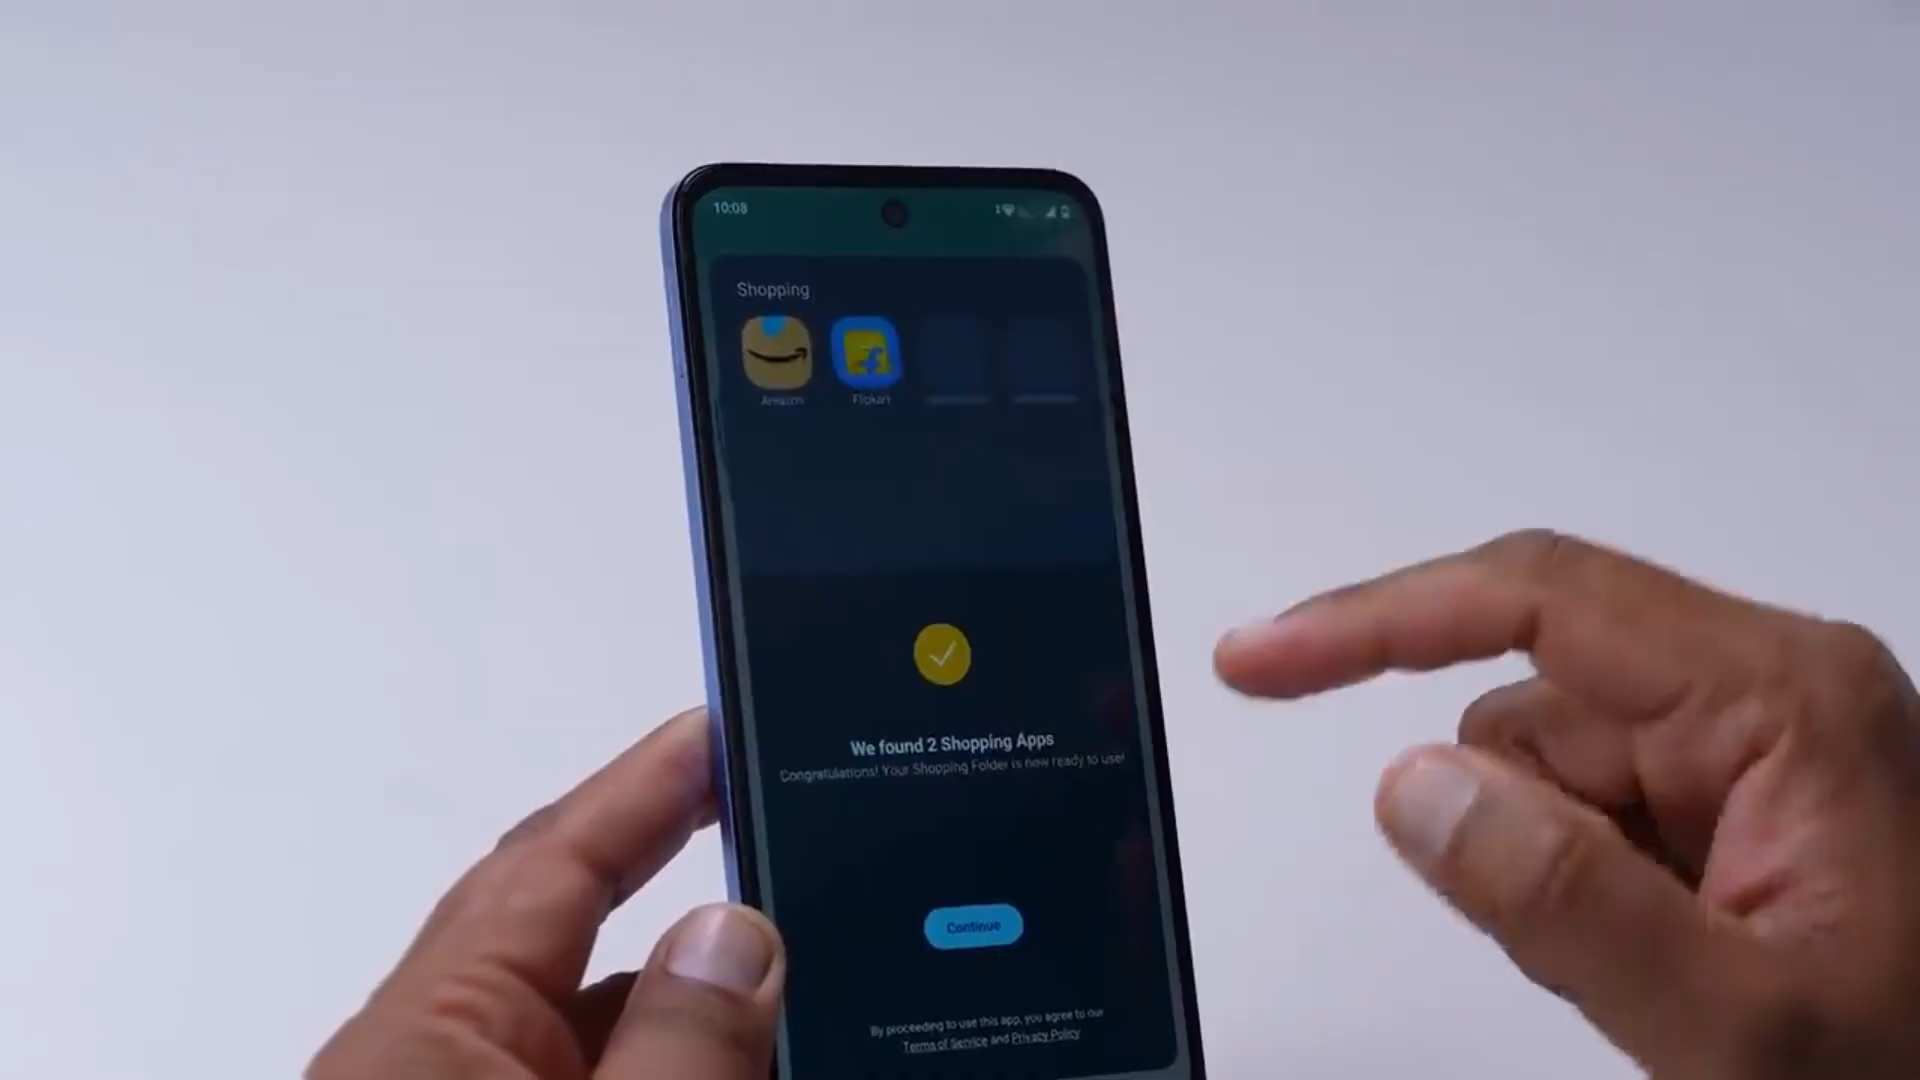 10:08
Shopping
Amazon
Flipkart
We found 2 Shopping Apps
Congratulations! Your Shopping Folder is now ready to use!
Continue
By proceeding to use this app, you agree to our
Terms of Service and Privacy Policy